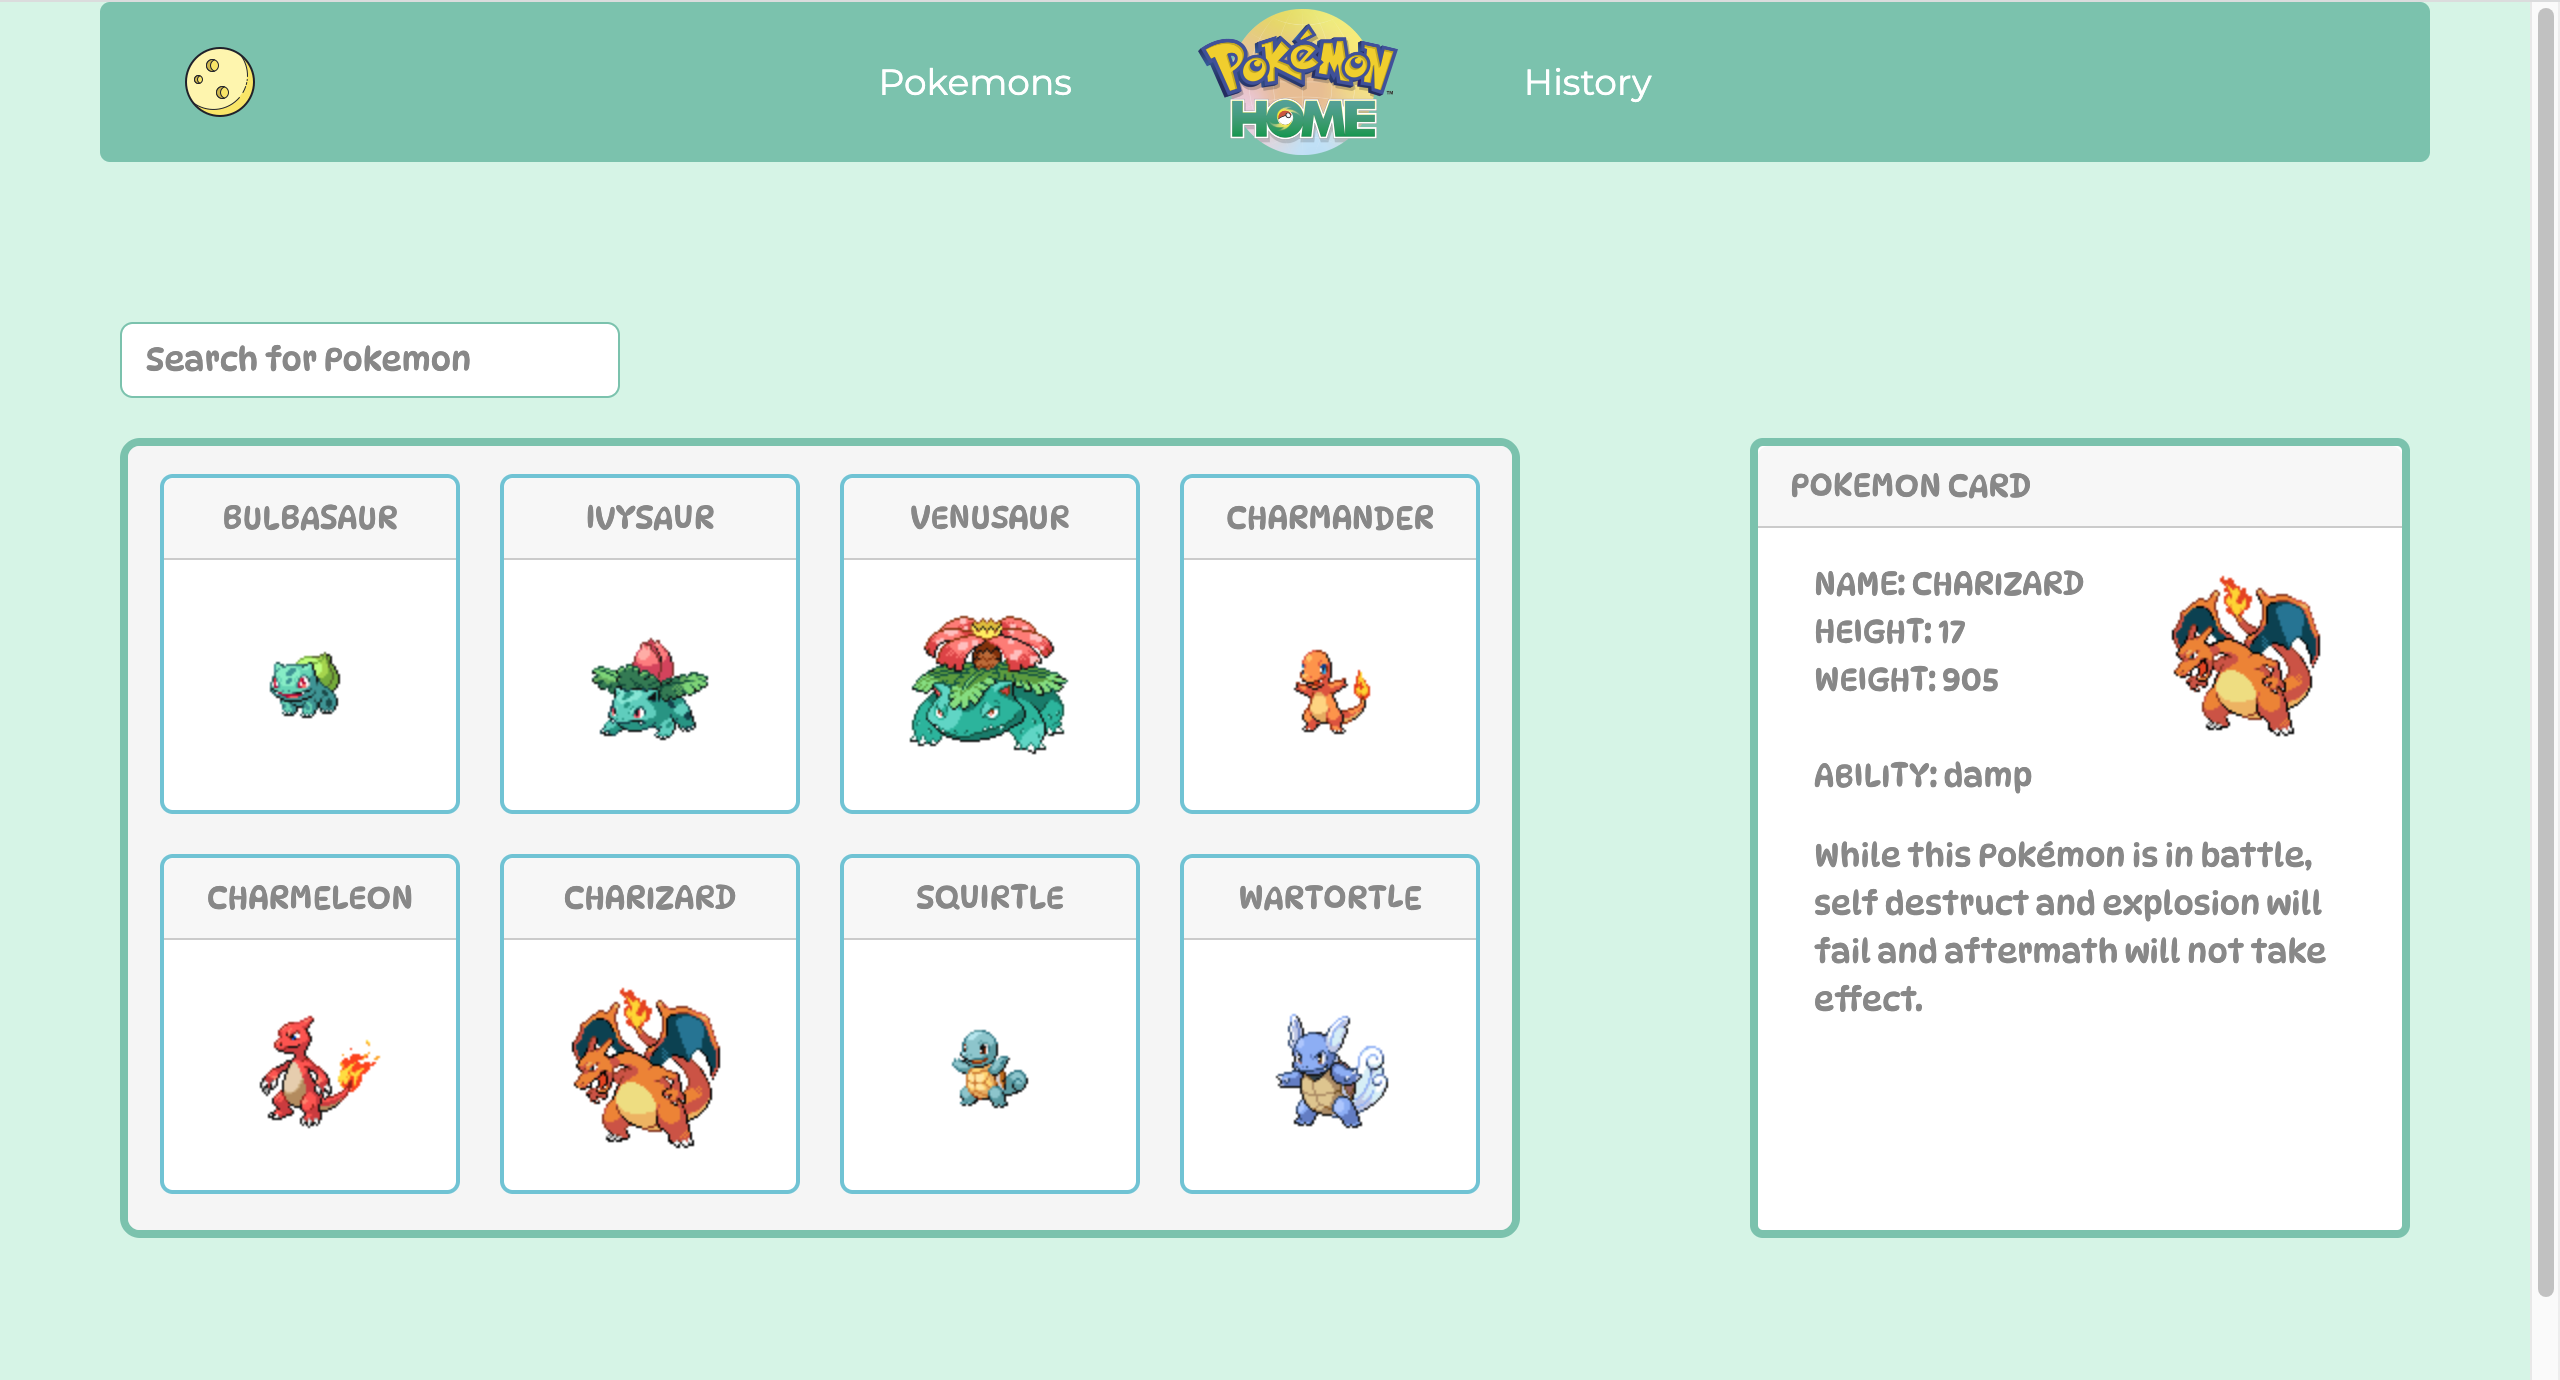 Pokemons
POKéMON
HOME
History
Search for Pokemon
BULBASAUR
IVYSAUR
VENUSAUR
CHARMANDER
CHARMELEON
CHARIZARD
SQUIRTLE
WARTORTLE
POKEMON CARD
NAME: CHARIZARD
HEIGHT: 17
WEIGHT: 905
ABILITY: damp
While this Pokémon is in battle,
self destruct and explosion will
fail and aftermath will not take
effect.